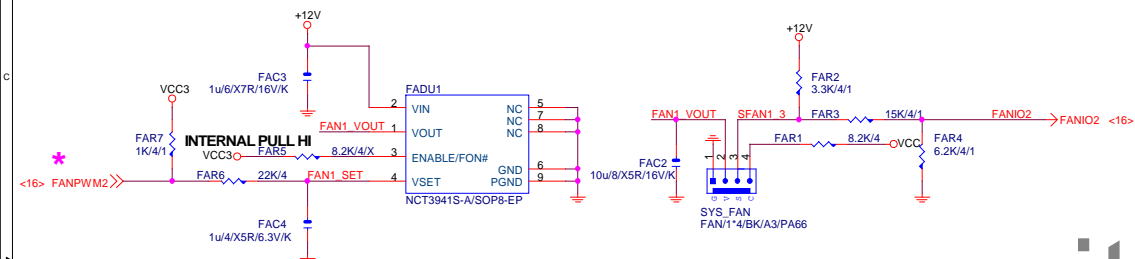 C
+12V
FAC3
1u/6/X7R/16V/K
VCC3
FAR7
1K/4/1
INTERNAL PULL HI
VCC3
FAR5
8.2K/4/X
*
<16> FANPWM2
FAR6
22K/4
FAN1_SET
FAC4
1u/4/X5R/6.3V/K
FAN1_VOUT
FADU1
2
VIN
1
VOUT
3
ENABLE/FON#
4
VSET
NC
5
NC
7
NC
8
GND
6
PGND
9
NCT3941S-A/SOP8-EP
+12V
FAR2
3.3K/4/1
FAN1_VOUT
SFAN1_3
FAR3
15K/4/1
FANIO2
FANIO2 <16>
FAR1
8.2K/4
VCC
FAR4
6.2K/4/1
FAC2
10u/8/X5R/16V/K
1
2
3
4
G
V
S
C
SYS_FAN
FAN/1*4/BK/A3/PA66